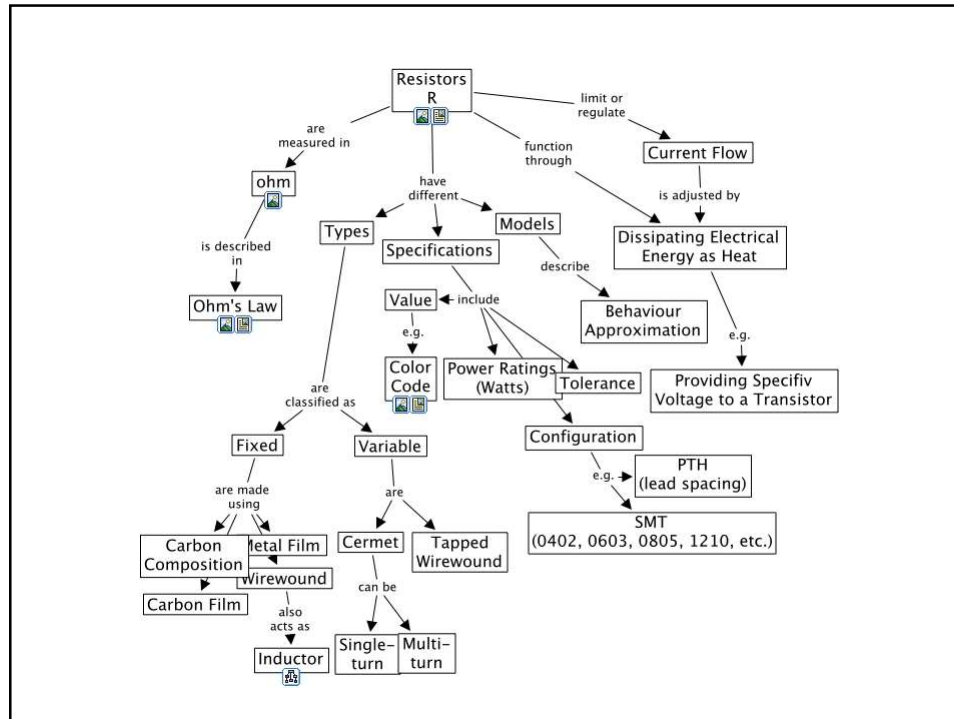 Resistors
R
limit or
regulate
are
measured in
function
through
Current Flow
ohm
have
different
is adjusted by
Types
Models
Specifications
Dissipating Electrical
Energy as Heat
is described
in
describe
Ohm's Law
Value
include
Behaviour
Approximation
e.g.
e.g.
Color
Code
Power Ratings
(Watts)
Tolerance
Providing Specifiv
Voltage to a Transistor
are
classified as
Fixed
Variable
Configuration
PTH
(lead spacing)
e.g.
are made
using
are
SMT
(0402, 0603, 0805, 1210, etc.)
Carbon
Composition
Metal Film
Cermet
Tapped
Wirewound
Wirewound
Carbon Film
can be
also
acts as
Inductor
Single-
turn
Multi-
turn